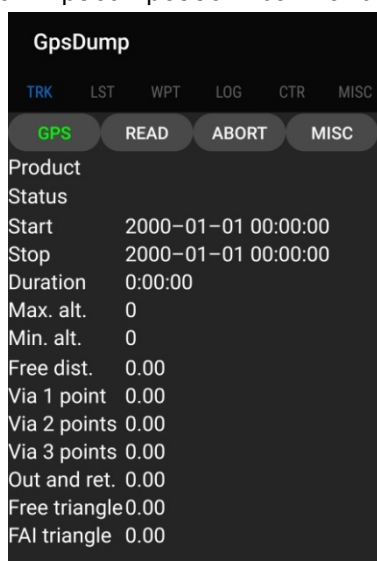 GpsDump
TRK LST WPT LOG CTR MISC
GPS READ ABORT MISC
Product
Status
Start 2000-01-01 00:00:00
Stop 2000-01-01 00:00:00
Duration 0:00:00
Max. alt. 0
Min. alt. 0
Free dist. 0.00
Via 1 point 0.00
Via 2 points 0.00
Via 3 points 0.00
Out and ret. 0.00
Free triangle 0.00
FAI triangle 0.00